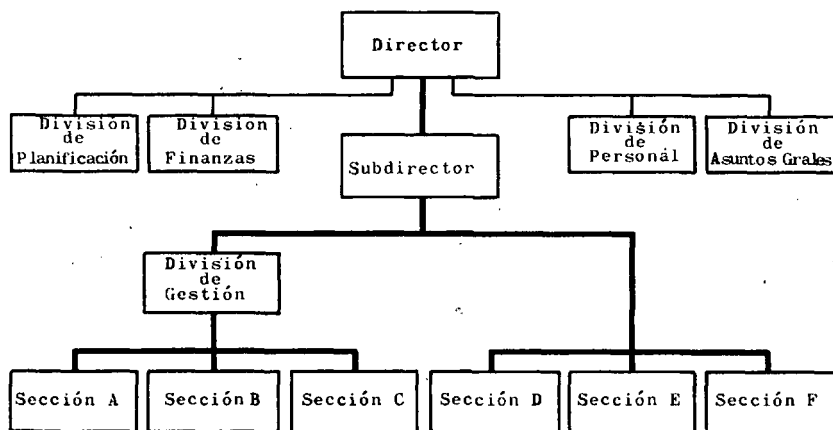 Director
División
de
Planificación
Division
de
Finanzas
División
de
Personal
División
de
Asuntos Grales
Subdirector
División
de
Gestión
Sección A
Sección B
Sección C
Sección D
Sección E
Sección F